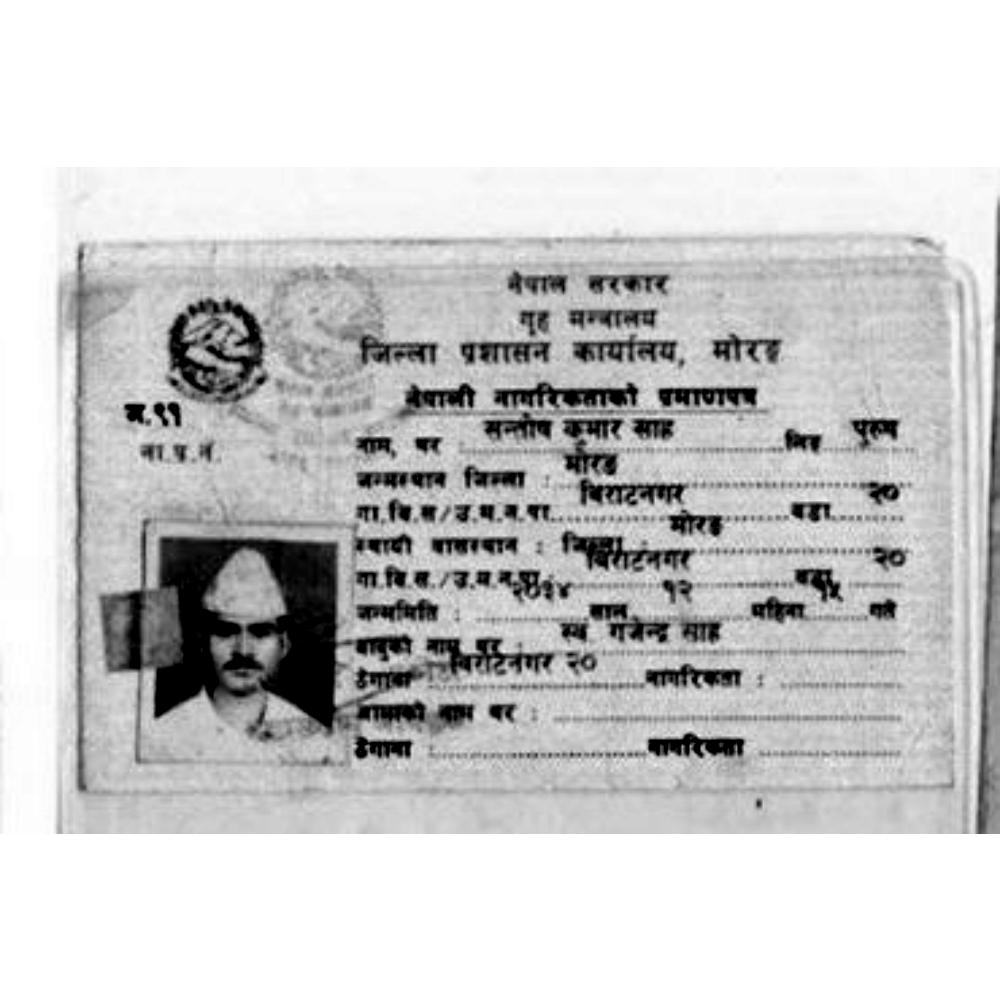 नेपाल सरकार
गृह मन्त्रालय
जिल्ला प्रशासन कार्यालय, मोरङ
नेपाली नागरिकताको प्रमाणपत्र
ना.प्र.नं.
नाम, थर : सन्तोष कुमार साह लिङ्ग पुरुष
जन्मस्थान जिल्ला : मोरङ
गा.वि.स/उ.म.न.पा. बिराटनगर वडा २०
स्थायी वासस्थान : जिल्ला : मोरङ
गा.वि.स./उ.म.न.पा. बिराटनगर वडा २०
जन्ममिति : २०३४ साल १२ महिना १५ गते
बाबुको नाम थर : स्व गजेन्द्र साह
ठेगाना : बिराटनगर २० नागरिकता :
आमाको नाम थर :
ठेगाना : नागरिकता